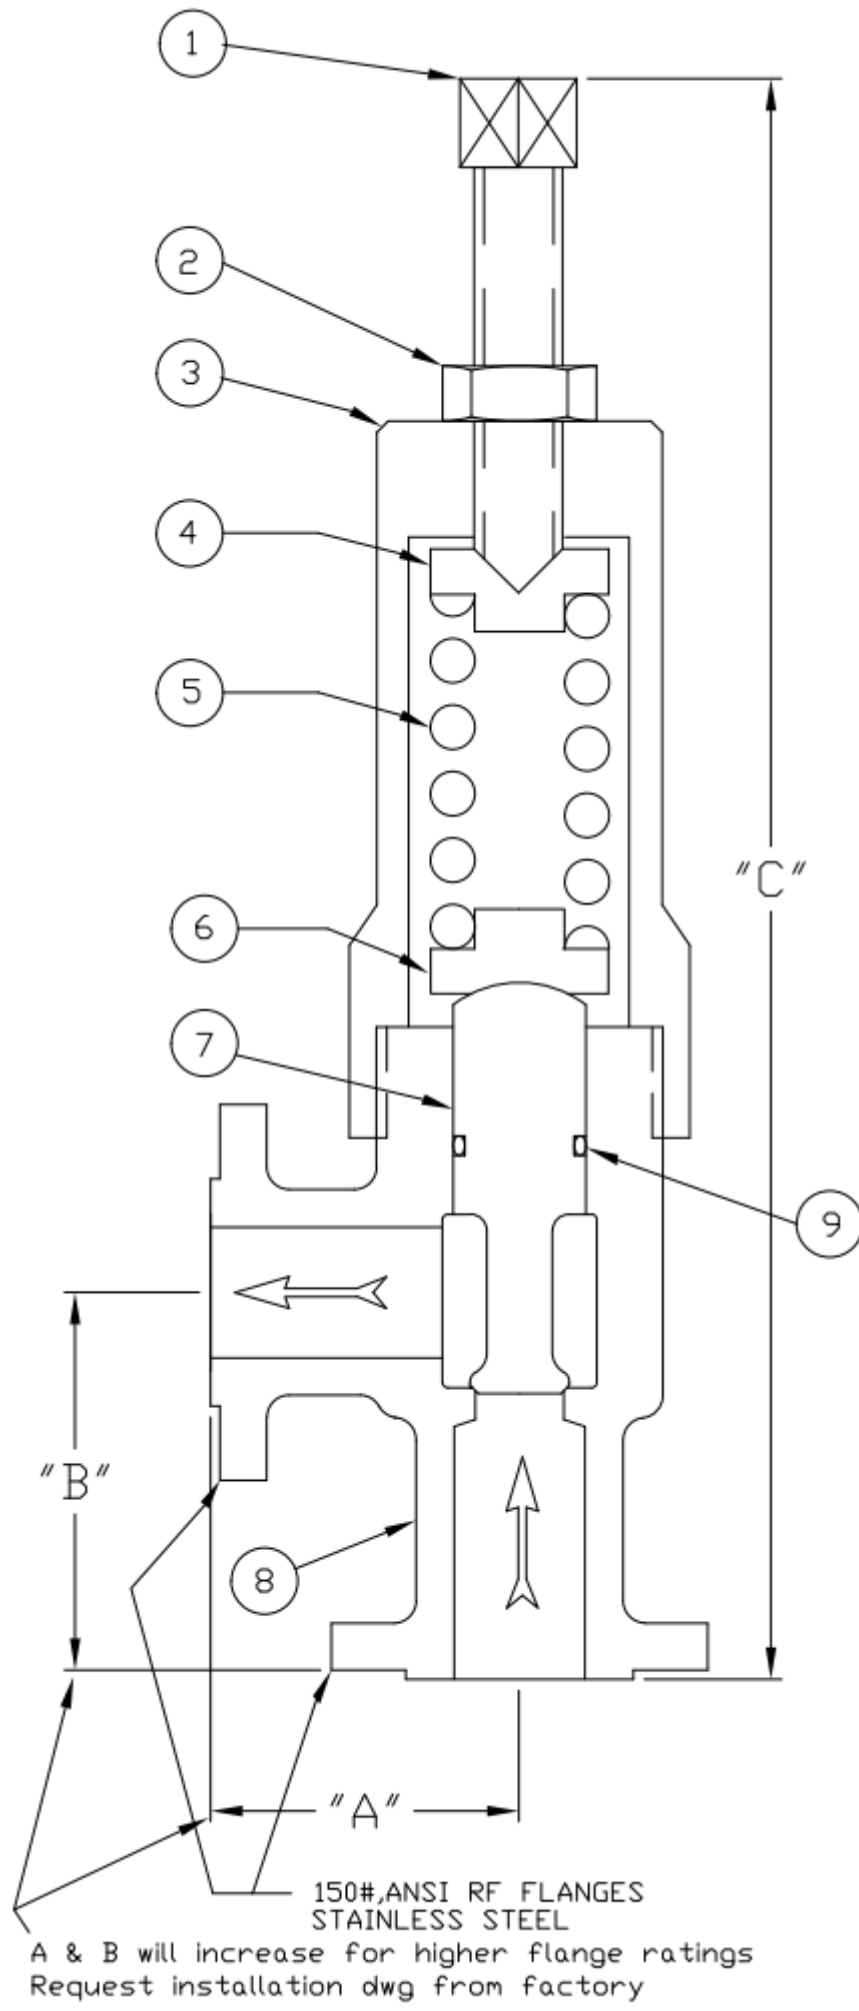 1
2
3
4
5
"C"
6
7
9
"B"
8
"A"
150#,ANSI RF FLANGES
STAINLESS STEEL
A & B will increase for higher flange ratings
Request installation dwg from factory